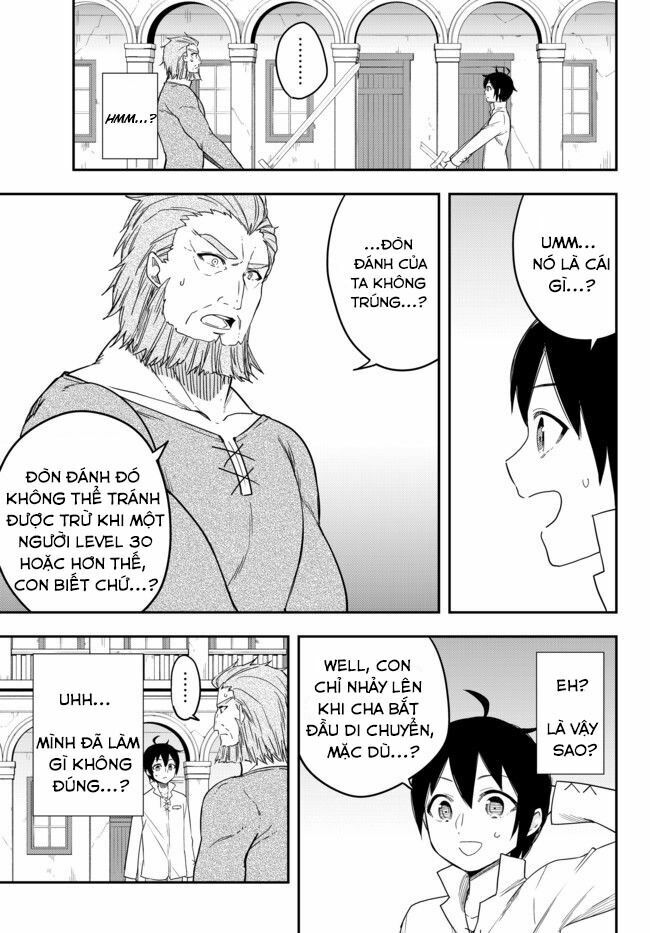 .......
HMM...?
UMM...
NÓ LÀ CÁI
GÌ...?
...ĐÒN
ĐÁNH CỦA
TA KHÔNG
TRÚNG...?
ĐÒN ĐÁNH ĐÓ
KHÔNG THỂ TRÁNH
ĐƯỢC TRỪ KHI MỘT
NGƯỜI LEVEL 30
HOẶC HƠN THẾ,
CON BIẾT CHỨ...?
EH?
LÀ VẬY
SAO?
WELL, CON
CHỈ NHẢY LÊN
KHI CHA BẮT
ĐẦU DI CHUYỂN,
MẶC DÙ...?
......
UHH...
MÌNH ĐÃ LÀM
GÌ KHÔNG
ĐÚNG...?